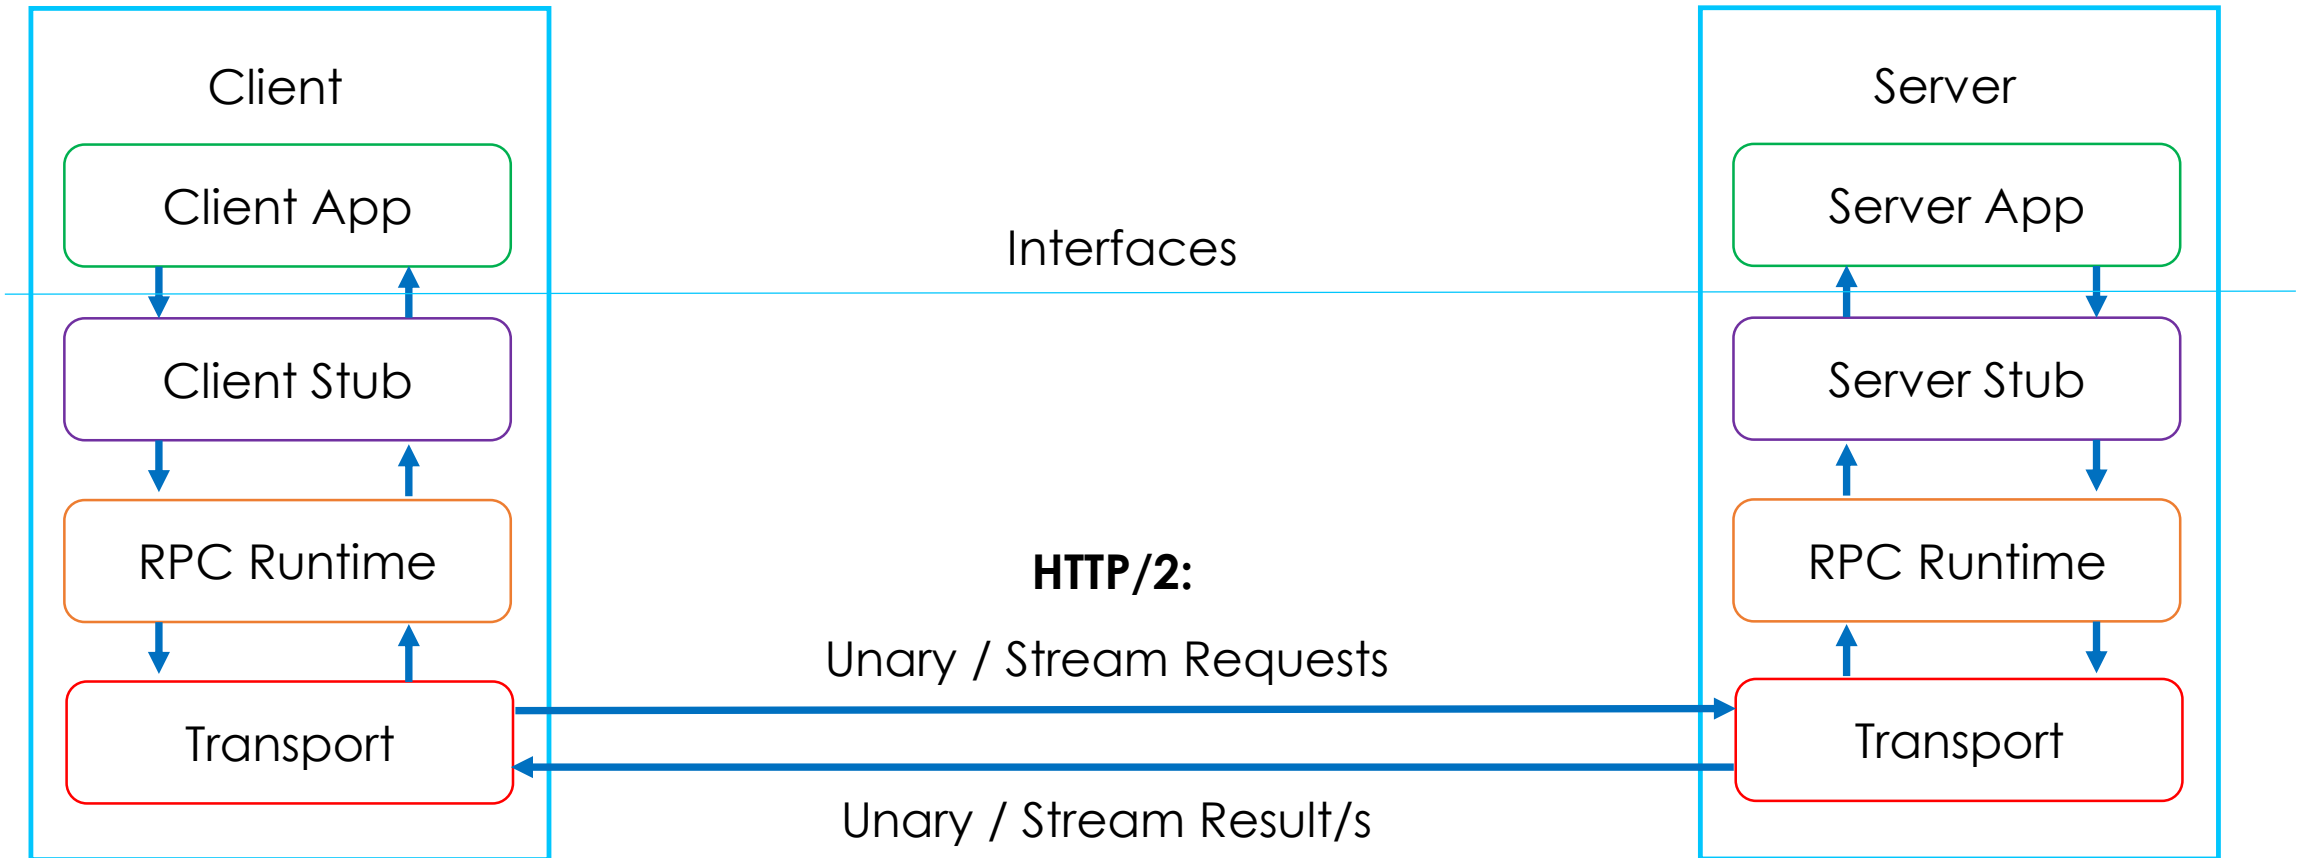 Client
Server
Client App
Interfaces
Server App
Client Stub
Server Stub
RPC Runtime
HTTP/2:
RPC Runtime
Unary / Stream Requests
Transport
Transport
Unary / Stream Result/s